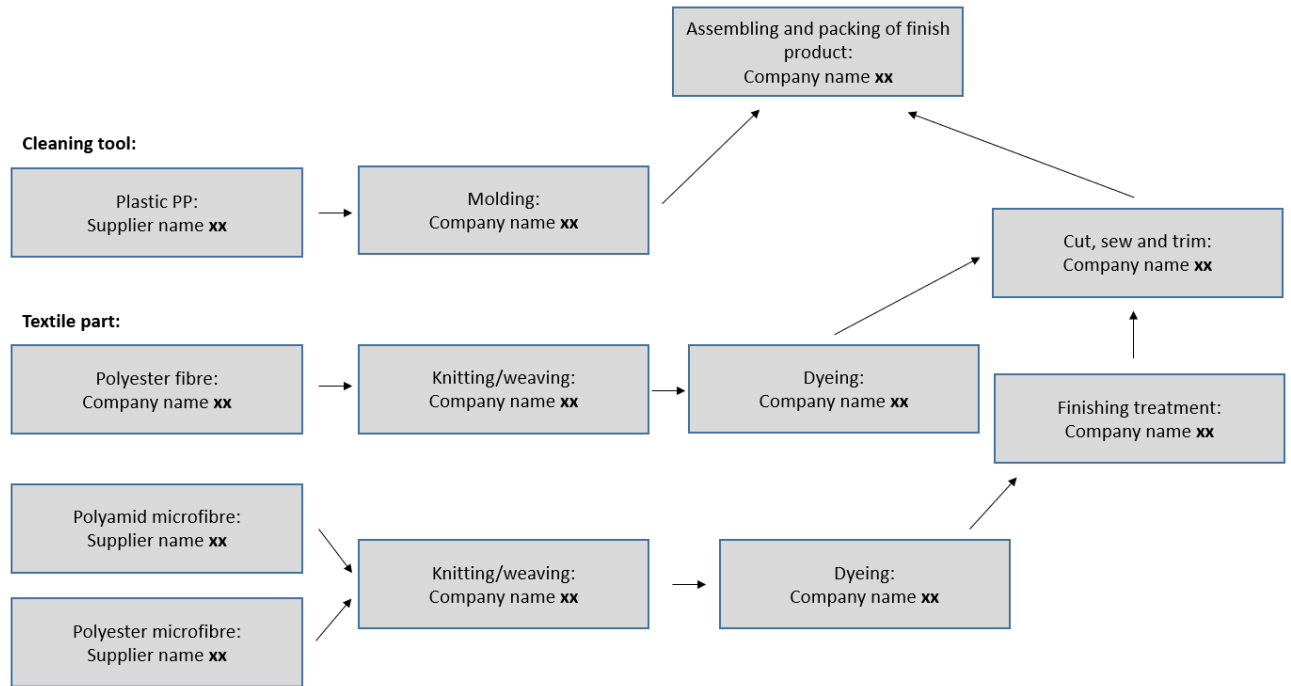 Assembling and packing of finish
product:
Company name xx
Cleaning tool:
Plastic PP:
Supplier name xx
Molding:
Company name xx
Cut, sew and trim:
Company name xx
Textile part:
Polyester fibre:
Company name xx
Knitting/weaving:
Company name xx
Dyeing:
Company name xx
Finishing treatment:
Company name xx
Polyamid microfibre:
Supplier name xx
Knitting/weaving:
Company name xx
Dyeing:
Company name xx
Polyester microfibre:
Supplier name xx